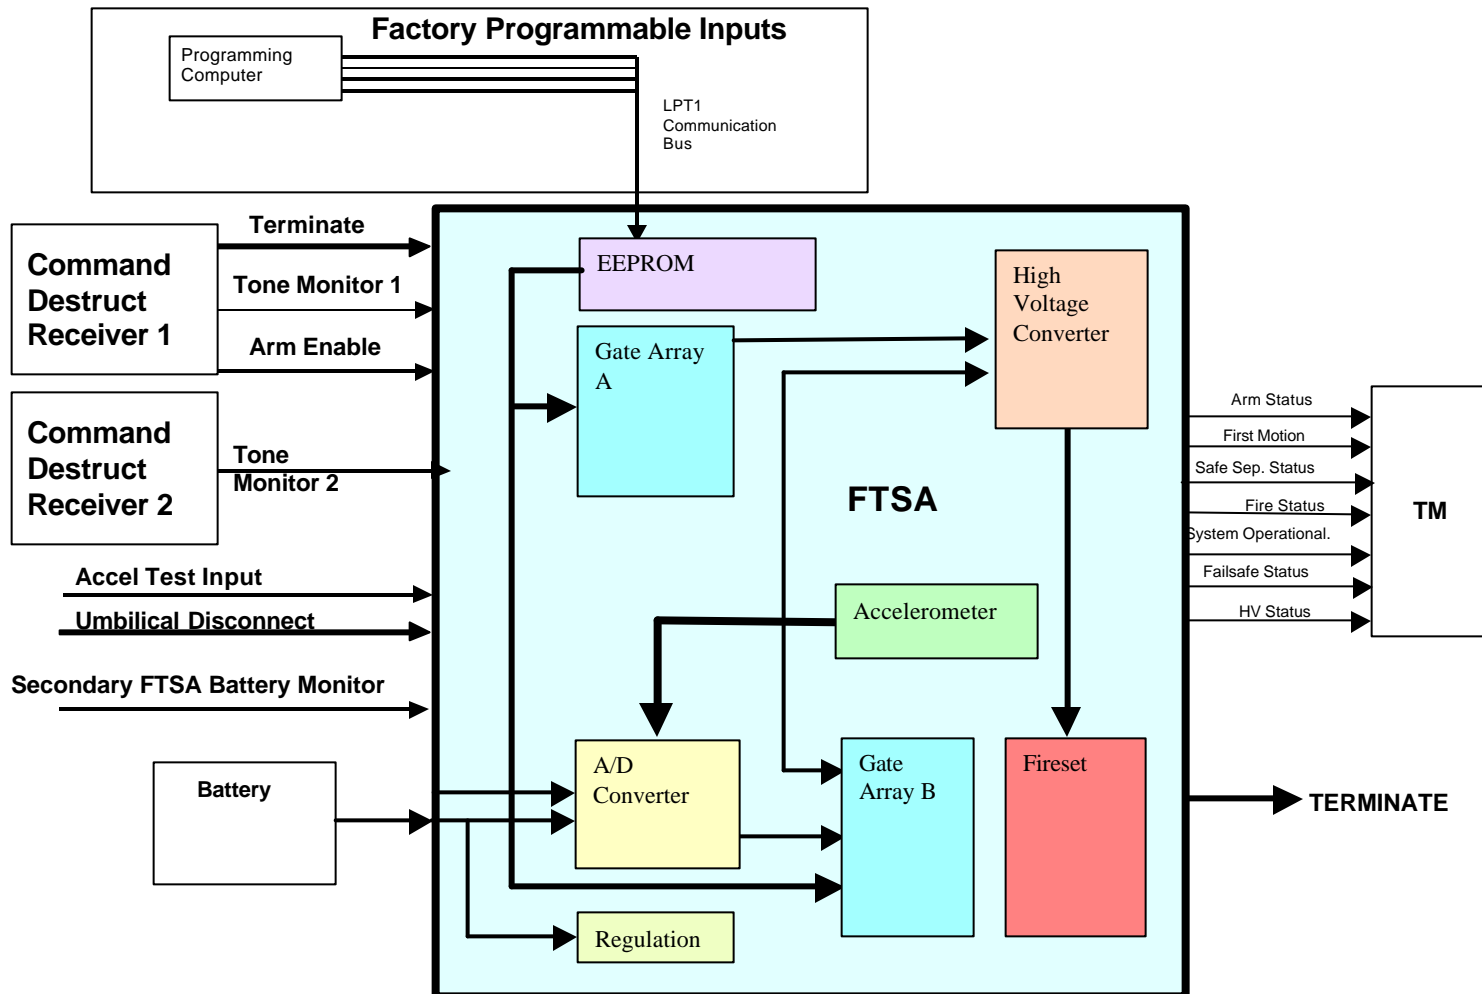 Factory Programmable Inputs
Programming
Computer
LPT1
Communication
Bus
Terminate
Command
Destruct
Receiver 1
Tone Monitor 1
Arm Enable
Command
Destruct
Receiver 2
Tone
Monitor 2
Accel Test Input
Umbilical Disconnect
Secondary FTSA Battery Monitor
Battery
EEPROM
Gate Array
A
High
Voltage
Converter
FTSA
Accelerometer
A/D
Converter
Gate
Array B
Fireset
Regulation
Arm Status
First Motion
Safe Sep. Status
Fire Status
System Operational.
Failsafe Status
HV Status
TM
TERMINATE